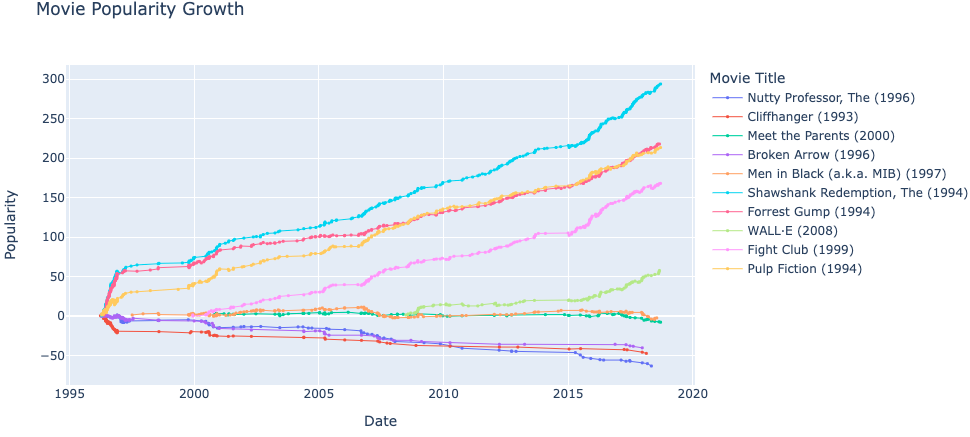 Movie Popularity Growth
Movie Title
Nutty Professor, The (1996)
Cliffhanger (1993)
Meet the Parents (2000)
Broken Arrow (1996)
Men in Black (a.k.a. MIB) (1997)
Shawshank Redemption, The (1994)
Forrest Gump (1994)
WALL·E (2008)
Fight Club (1999)
Pulp Fiction (1994)
Popularity
300
250
200
150
100
50
0
−50
1995
2000
2005
2010
2015
2020
Date